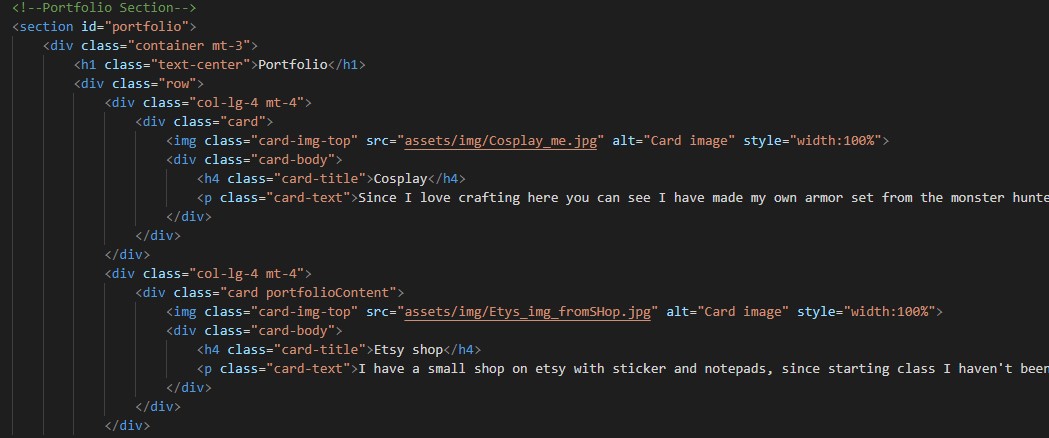 <!--Portfolio Section-->
<section id="portfolio">
<div class="container mt-3">
<h1 class="text-center">Portfolio</h1>
<div class="row">
<div class="col-lg-4 mt-4">
<div class="card">
<img class="card-img-top" src="assets/img/Cosplay_me.jpg" alt="Card image" style="width:100%">
<div class="card-body">
<h4 class="card-title">Cosplay</h4>
<p class="card-text">Since I love crafting here you can see I have made my own armor set from the monster hunte
</div>
</div>
</div>
<div class="col-lg-4 mt-4">
<div class="card portfolioContent">
<img class="card-img-top" src="assets/img/Etys_img_fromSHop.jpg" alt="Card image" style="width:100%">
<div class="card-body">
<h4 class="card-title">Etsy shop</h4>
<p class="card-text">I have a small shop on etsy with sticker and notepads, since starting class I haven't been
</div>
</div>
</div>